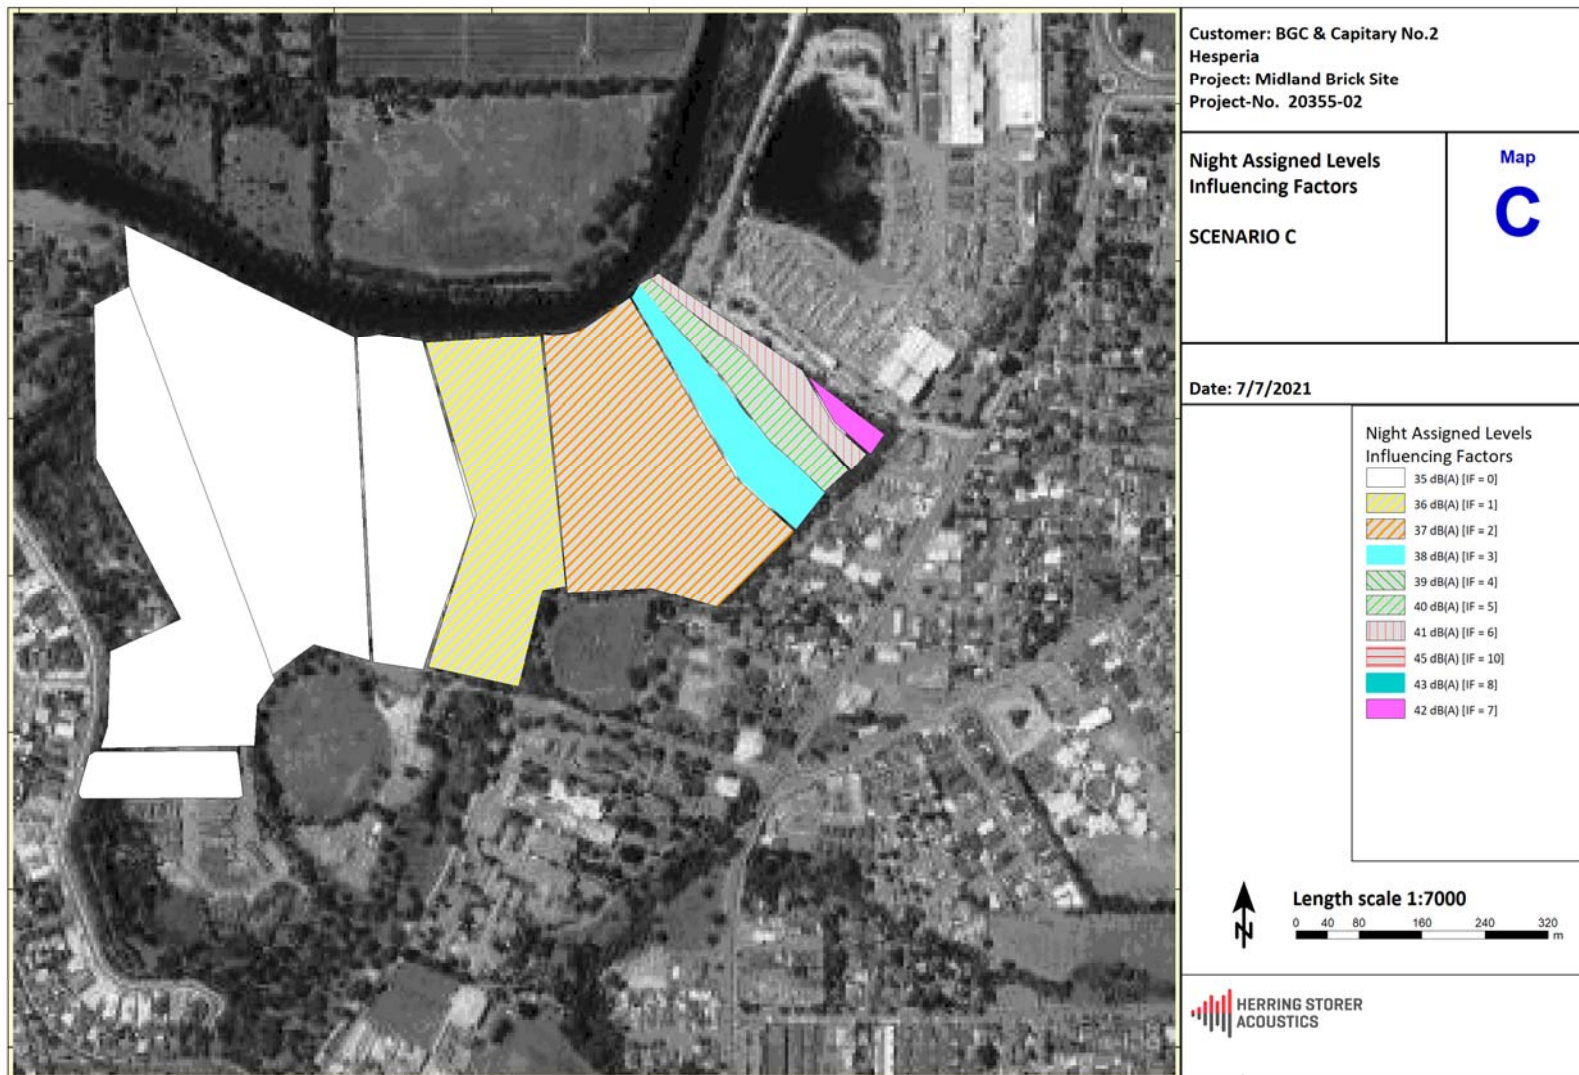 Customer: BGC & Capitary No.2
Hesperia
Project: Midland Brick Site
Project-No. 20355-02
Night Assigned Levels
Influencing Factors
SCENARIO C
Map
C
Date: 7/7/2021
Night Assigned Levels
Influencing Factors
35 dB(A) [IF = 0]
36 dB(A) [IF = 1]
37 dB(A) [IF = 2]
38 dB(A) [IF = 3]
39 dB(A) [IF = 4]
40 dB(A) [IF = 5]
41 dB(A) [IF = 6]
45 dB(A) [IF = 10]
43 dB(A) [IF = 8]
42 dB(A) [IF = 7]
N
Length scale 1:7000
0 40 80 160 240 320
m
HERRING STORER
ACOUSTICS